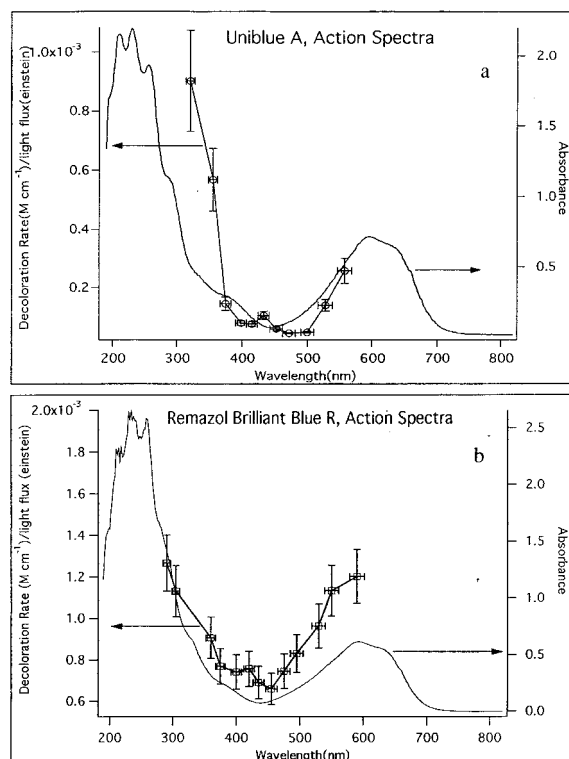 Uniblue A, Action Spectra
a
Decoloration Rate(M cm⁻¹)/light flux(einstein)
1.0x10⁻³
0.8
0.6
0.4
0.2
2.0
1.5
1.0
0.5
0.0
Absorbance
200 300 400 500 600 700 800
Wavelength(nm)
Remazol Brilliant Blue R, Action Spectra
b
Decoloration Rate (M cm⁻¹)/light flux (einstein)
2.0x10⁻³
1.8
1.6
1.4
1.2
1.0
0.8
0.6
2.5
2.0
1.5
1.0
0.5
0.0
Absorbance
200 300 400 500 600 700 800
Wavelength(nm)